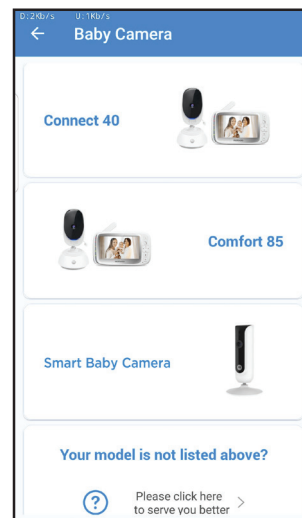 D:2Kb/s U:1Kb/s
Baby Camera
Connect 40
Comfort 85
Smart Baby Camera
Your model is not listed above?
?
Please click here
to serve you better